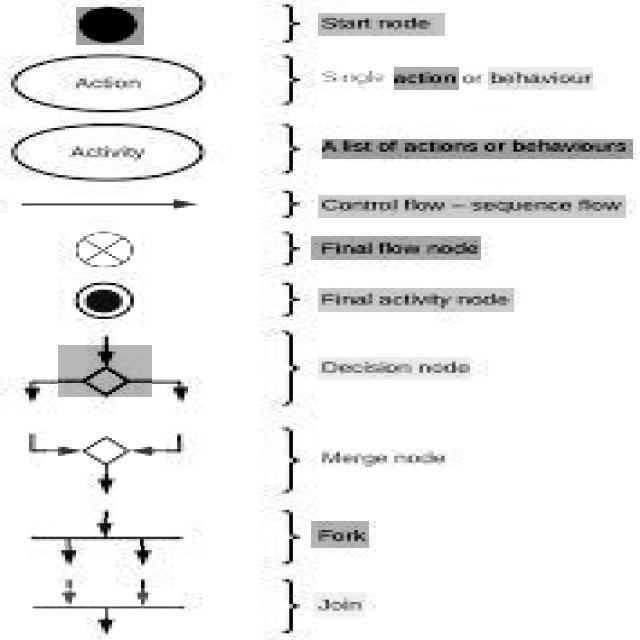 Start node
Action
Single action or behaviour
Activity
A list of actions or behaviours
Control flow – sequence flow
Final flow node
Final activity node
Decision node
Merge node
Fork
Join